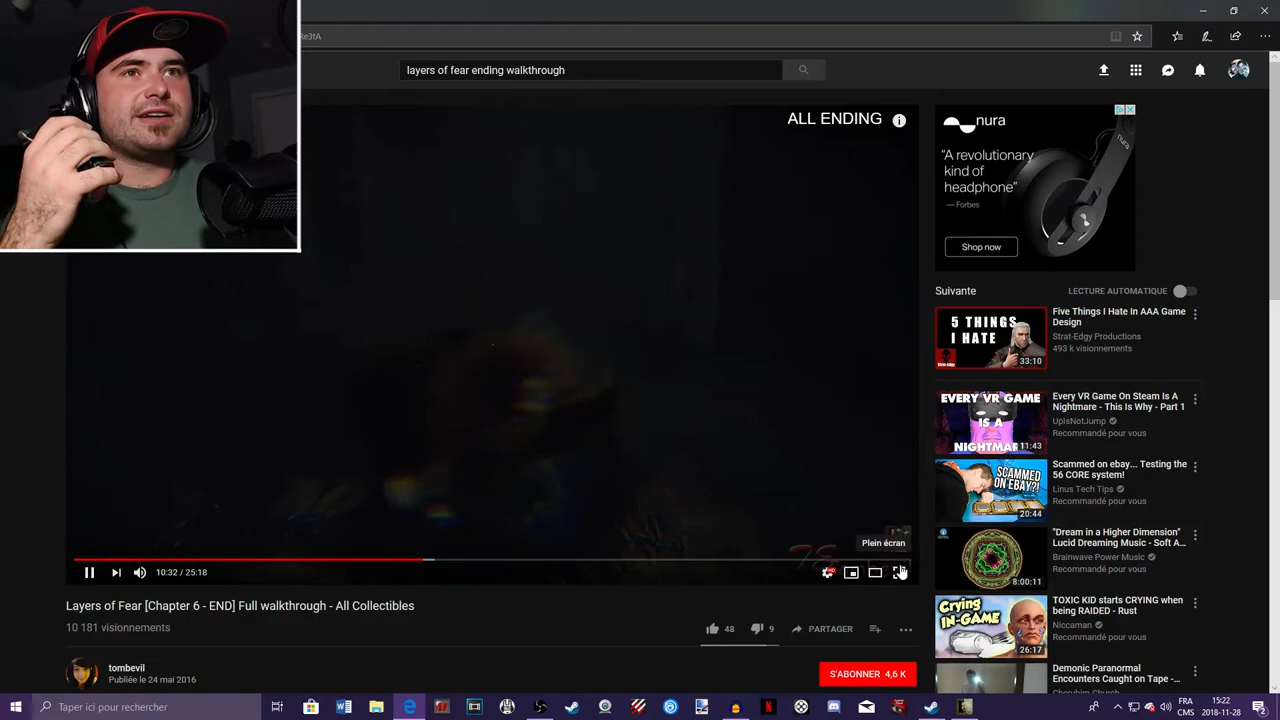 Re3tA
layers of fear ending walkthrough
ALL ENDING
nura
"A revolutionary
kind of
headphone"
— Forbes
Shop now
nura
Suivante
LECTURE AUTOMATIQUE
5 THINGS
I HATE
33:10
Five Things I Hate In AAA Game
Design
Strat-Edgy Productions
493 k visionnements
EVERY VR GAME
IS A
NIGHTMAR
11:43
Every VR Game On Steam Is A
Nightmare - This Is Why - Part 1
UpIsNotJump
Recommandé pour vous
SCAMMED
ON EBAY?!
20:44
Scammed on ebay... Testing the
56 CORE system!
Linus Tech Tips
Recommandé pour vous
8:00:11
"Dream in a Higher Dimension"
Lucid Dreaming Music - Soft A...
Brainwave Power Music
Recommandé pour vous
Crying
IN-GAME
26:17
TOXIC KID starts CRYING when
being RAIDED - Rust
Niccaman
Recommandé pour vous
Demonic Paranormal
Encounters Caught on Tape -...
Cherubim Church
Plein écran
10:32 / 25:18
HD
Layers of Fear [Chapter 6 - END] Full walkthrough - All Collectibles
10 181 visionnements
48
9
PARTAGER
tombevil
Publiée le 24 mai 2016
S'ABONNER 4,6 K
Taper ici pour rechercher
FRA
CMS
15:22
2018-11-28
2